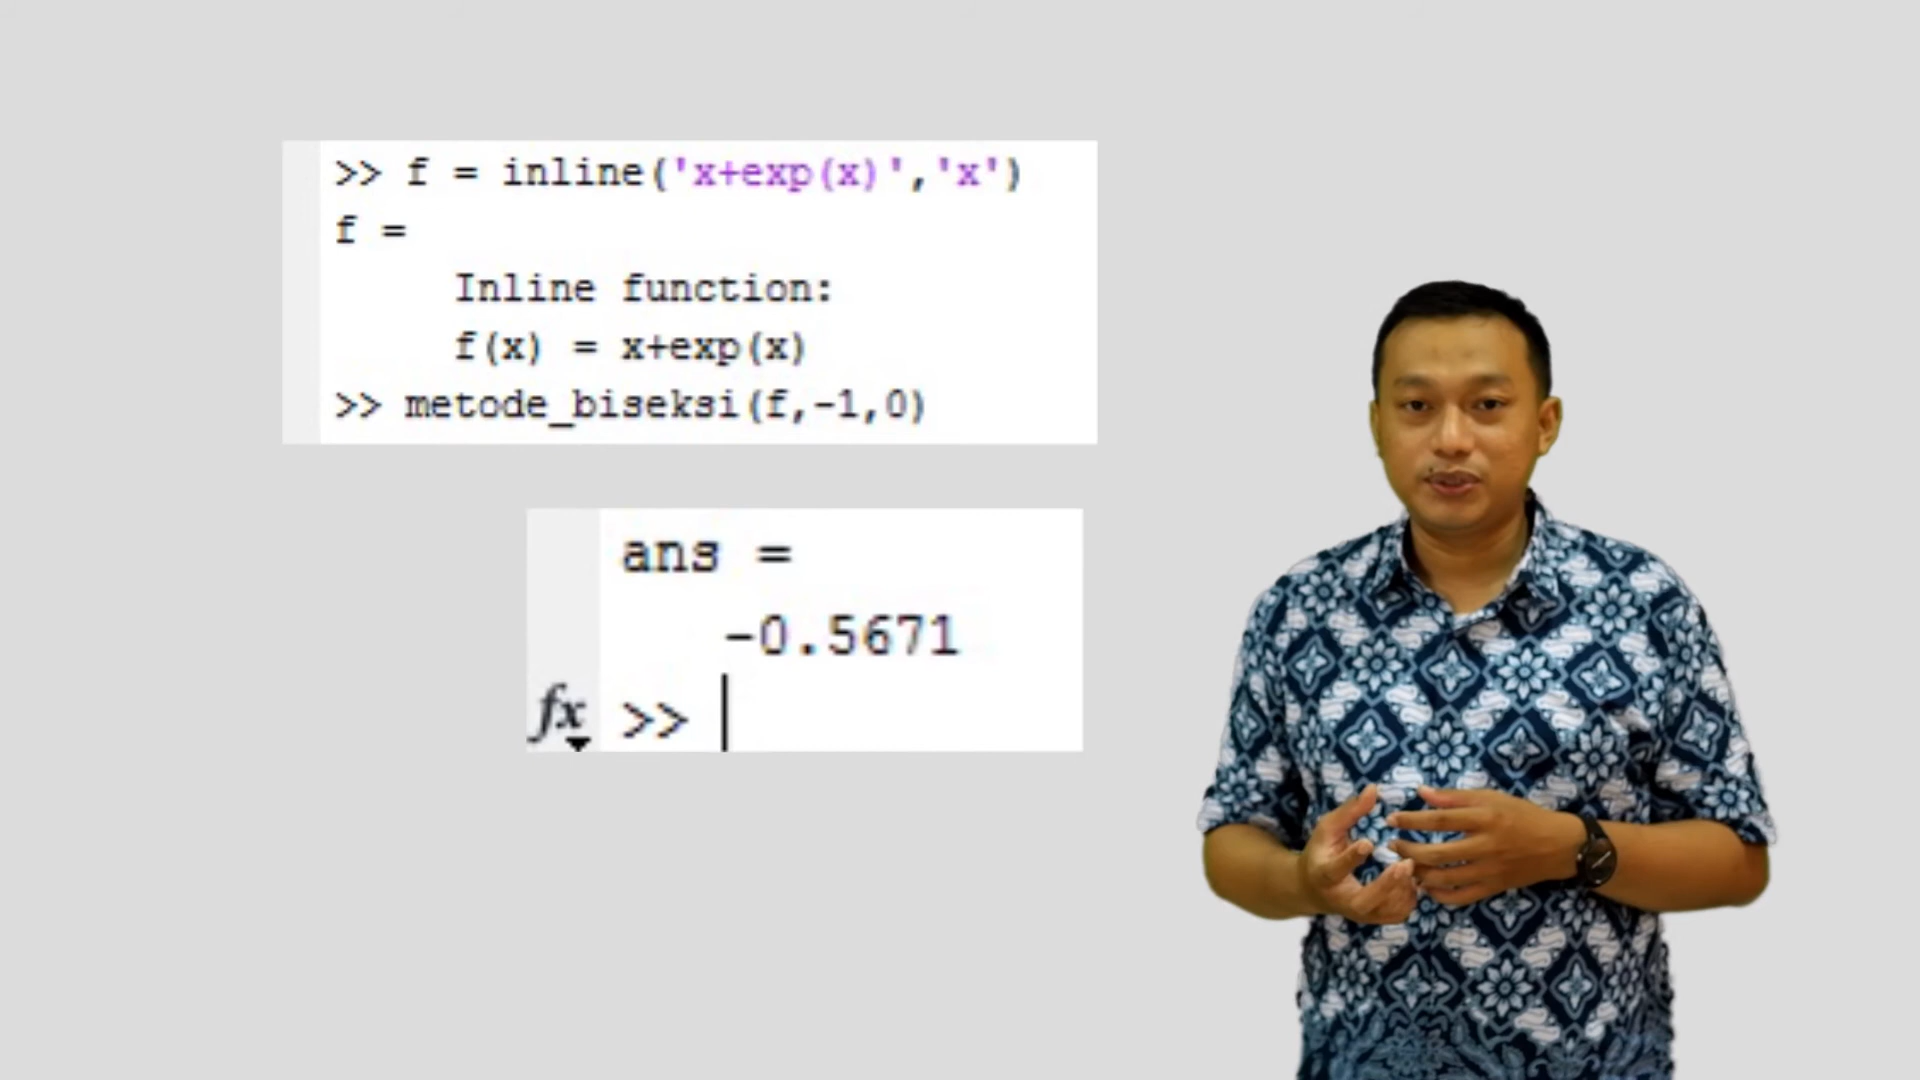 >> f = inline('x+exp(x)','x')
f =
Inline function:
f(x) = x+exp(x)
>> metode_biseksi(f,-1,0)
ans =
-0.5671
fx >>